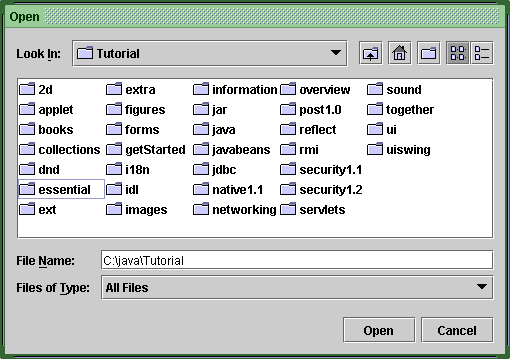 Open
Look In: Tutorial
2d extra information overview sound
applet figures jar post1.0 together
books forms java reflect ui
collections getStarted javabeans rmi uiswing
dnd i18n jdbc security1.1
essential idl native1.1 security1.2
ext images networking servlets
File Name: C:\java\Tutorial
Files of Type: All Files
Open Cancel